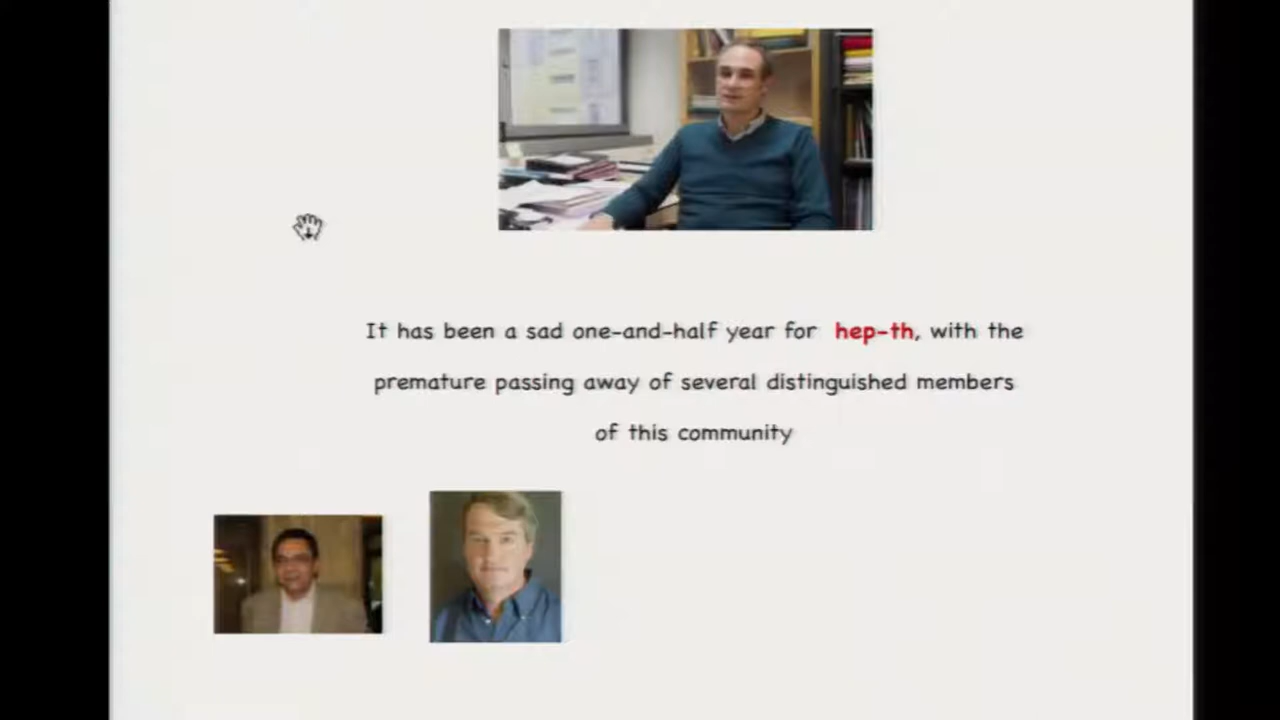 It has been a sad one-and-half year for hep-th, with the
premature passing away of several distinguished members
of this community